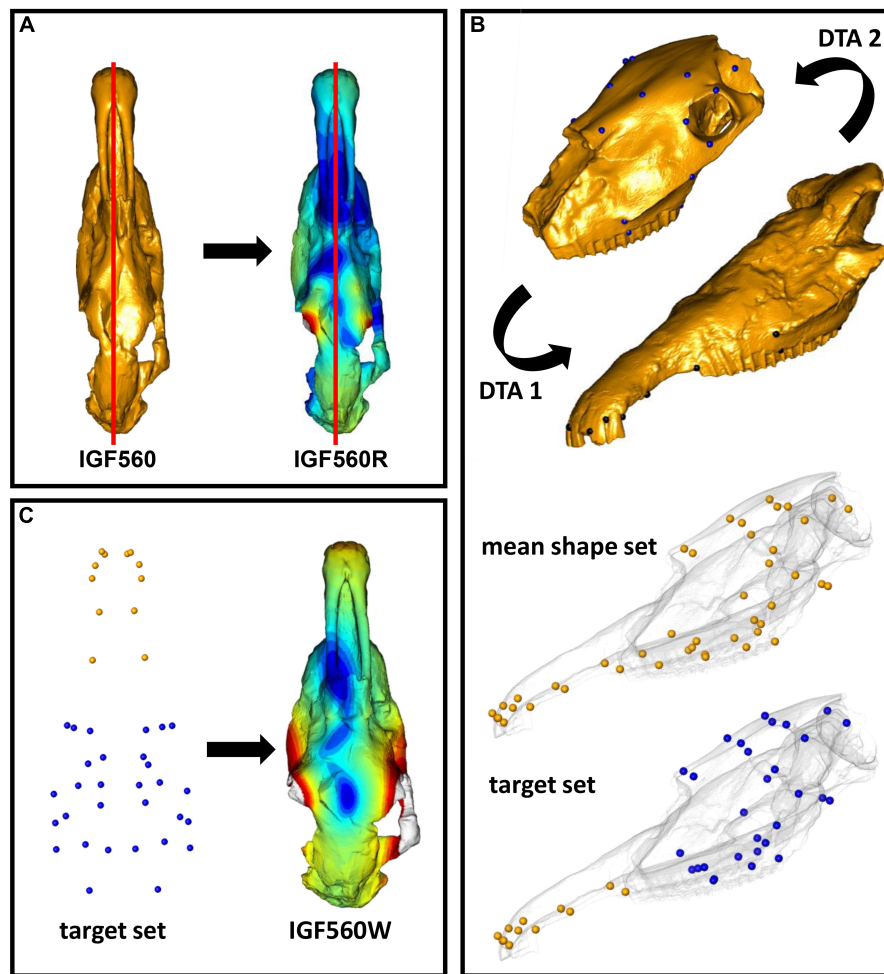 A
IGF560
IGF560R
B
DTA 2
DTA 1
mean shape set
target set
C
target set
IGF560W